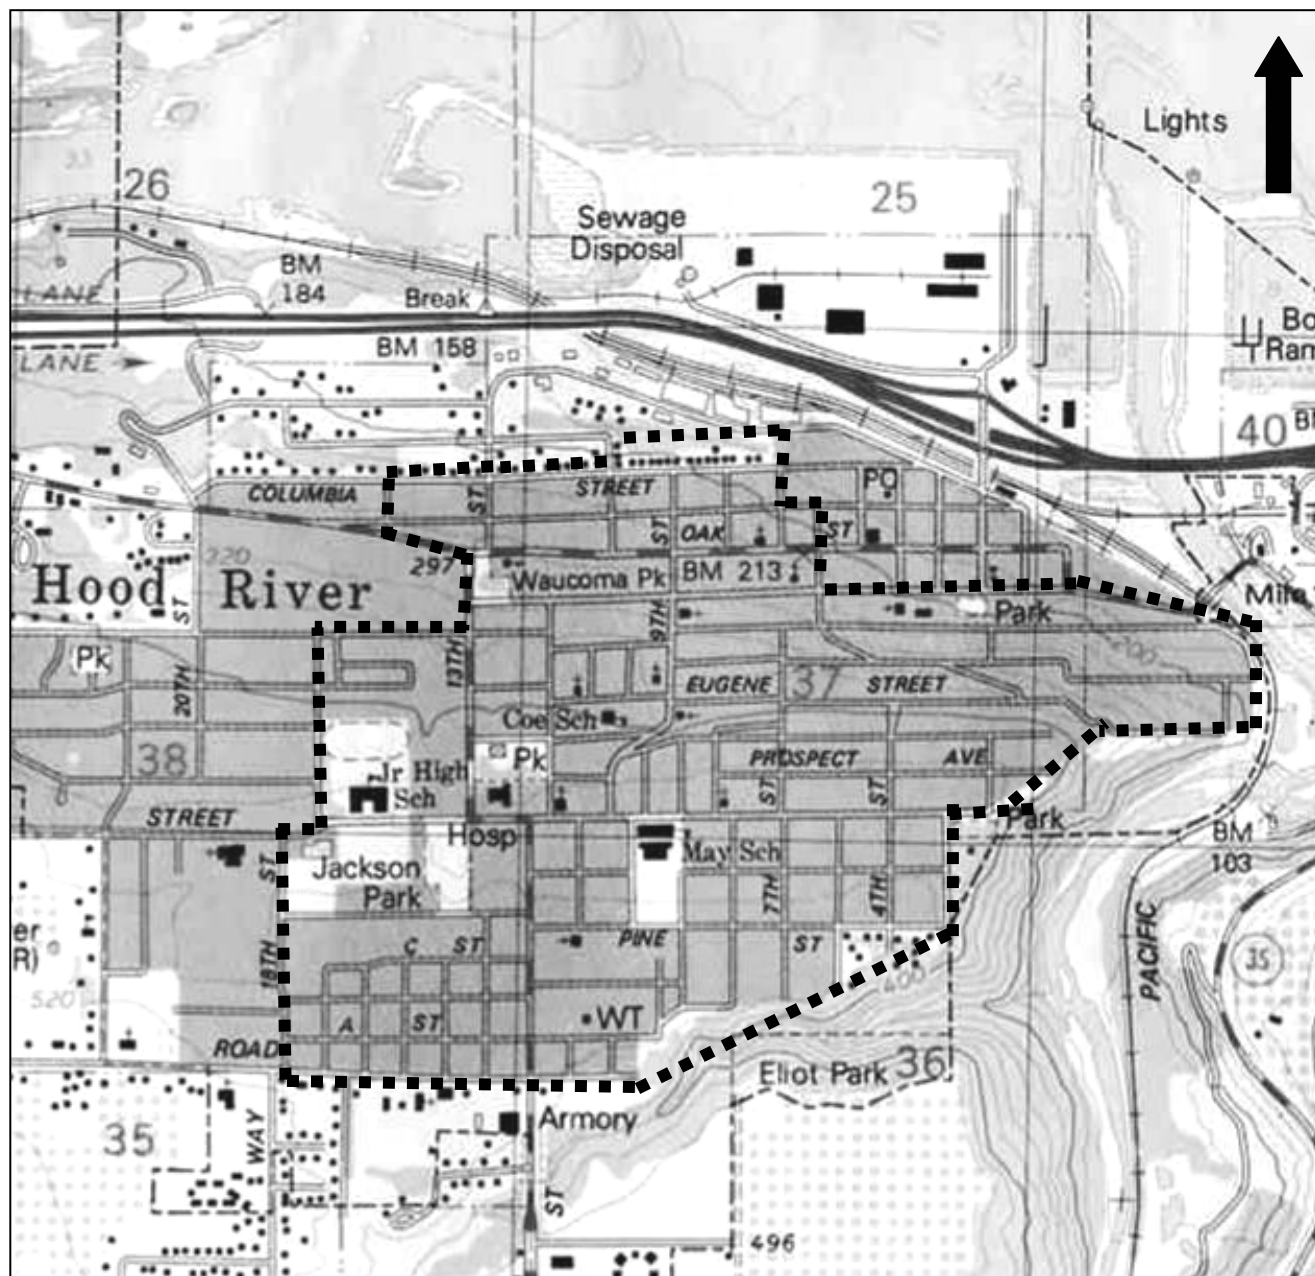 Lights
26
25
Sewage
Disposal
BM
184
LANE
Break
LANE
BM 158
40
COLUMBIA
ST
STREET
PO
ST
OAK
ST
320
297
Waucoma Pk
BM 213
Hood River
ST
9TH
Park
Pk
13TH
200
20TH
EUGENE
37
STREET
Coe Sch
38
Pk
PROSPECT
AVE
Jr High
Sch
ST
ST
STREET
Hosp
Park
BM
103
May Sch
ST
Jackson
Park
7TH
4TH
PACIFIC
C ST
PINE
ST
18TH
35
400
520
A ST
WT
ROAD
Eliot Park
36
35
WAY
Armory
ST
496